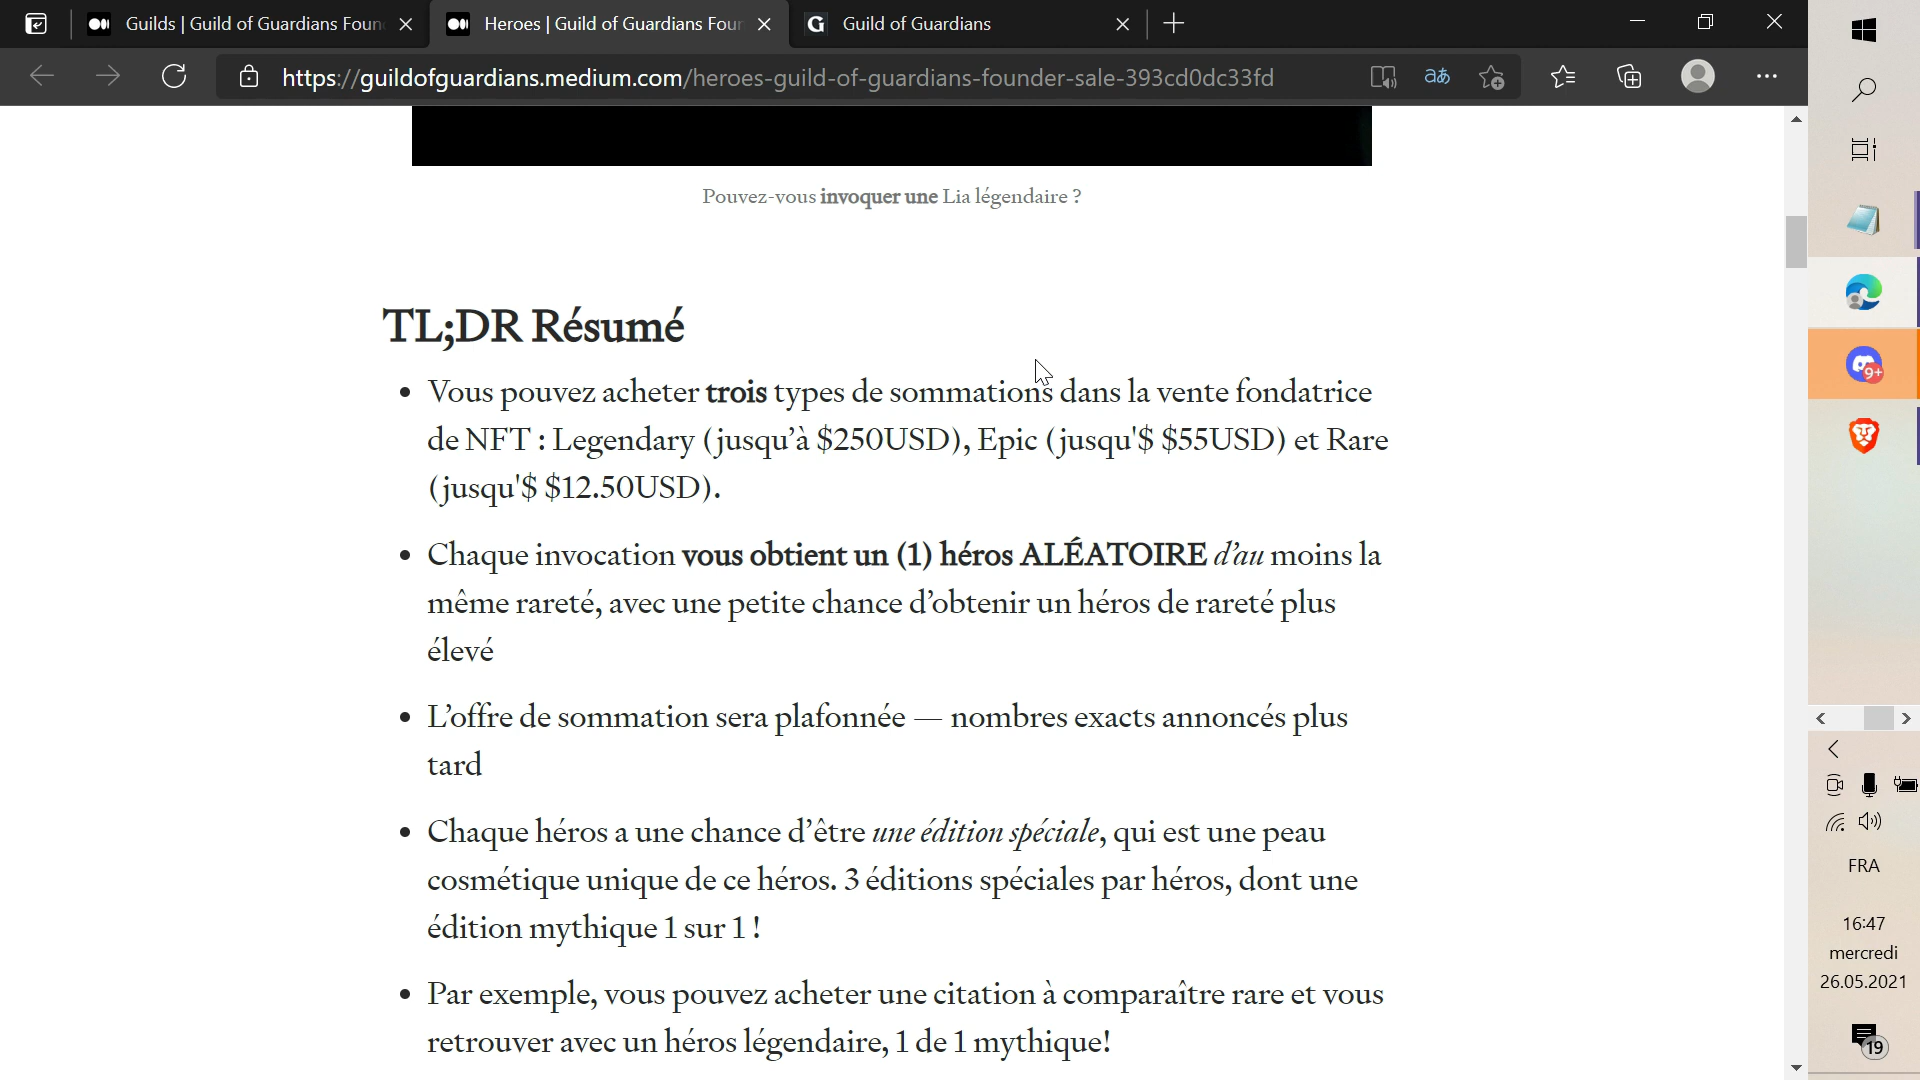 Guilds | Guild of Guardians Foun
Heroes | Guild of Guardians Four
Guild of Guardians
https://guildofguardians.medium.com/heroes-guild-of-guardians-founder-sale-393cd0dc33fd
Pouvez-vous invoquer une Lia légendaire ?
TL;DR Résumé
• Vous pouvez acheter trois types de sommations dans la vente fondatrice
de NFT : Legendary (jusqu’à $250USD), Epic (jusqu'$ $55USD) et Rare
(jusqu'$ $12.50USD).
• Chaque invocation vous obtient un (1) héros ALÉATOIRE d’au moins la
même rareté, avec une petite chance d’obtenir un héros de rareté plus
élevé
• L’offre de sommation sera plafonnée — nombres exacts annoncés plus
tard
• Chaque héros a une chance d’être une édition spéciale, qui est une peau
cosmétique unique de ce héros. 3 éditions spéciales par héros, dont une
édition mythique 1 sur 1 !
• Par exemple, vous pouvez acheter une citation à comparaître rare et vous
retrouver avec un héros légendaire, 1 de 1 mythique!
9+
FRA
16:47
mercredi
26.05.2021
19